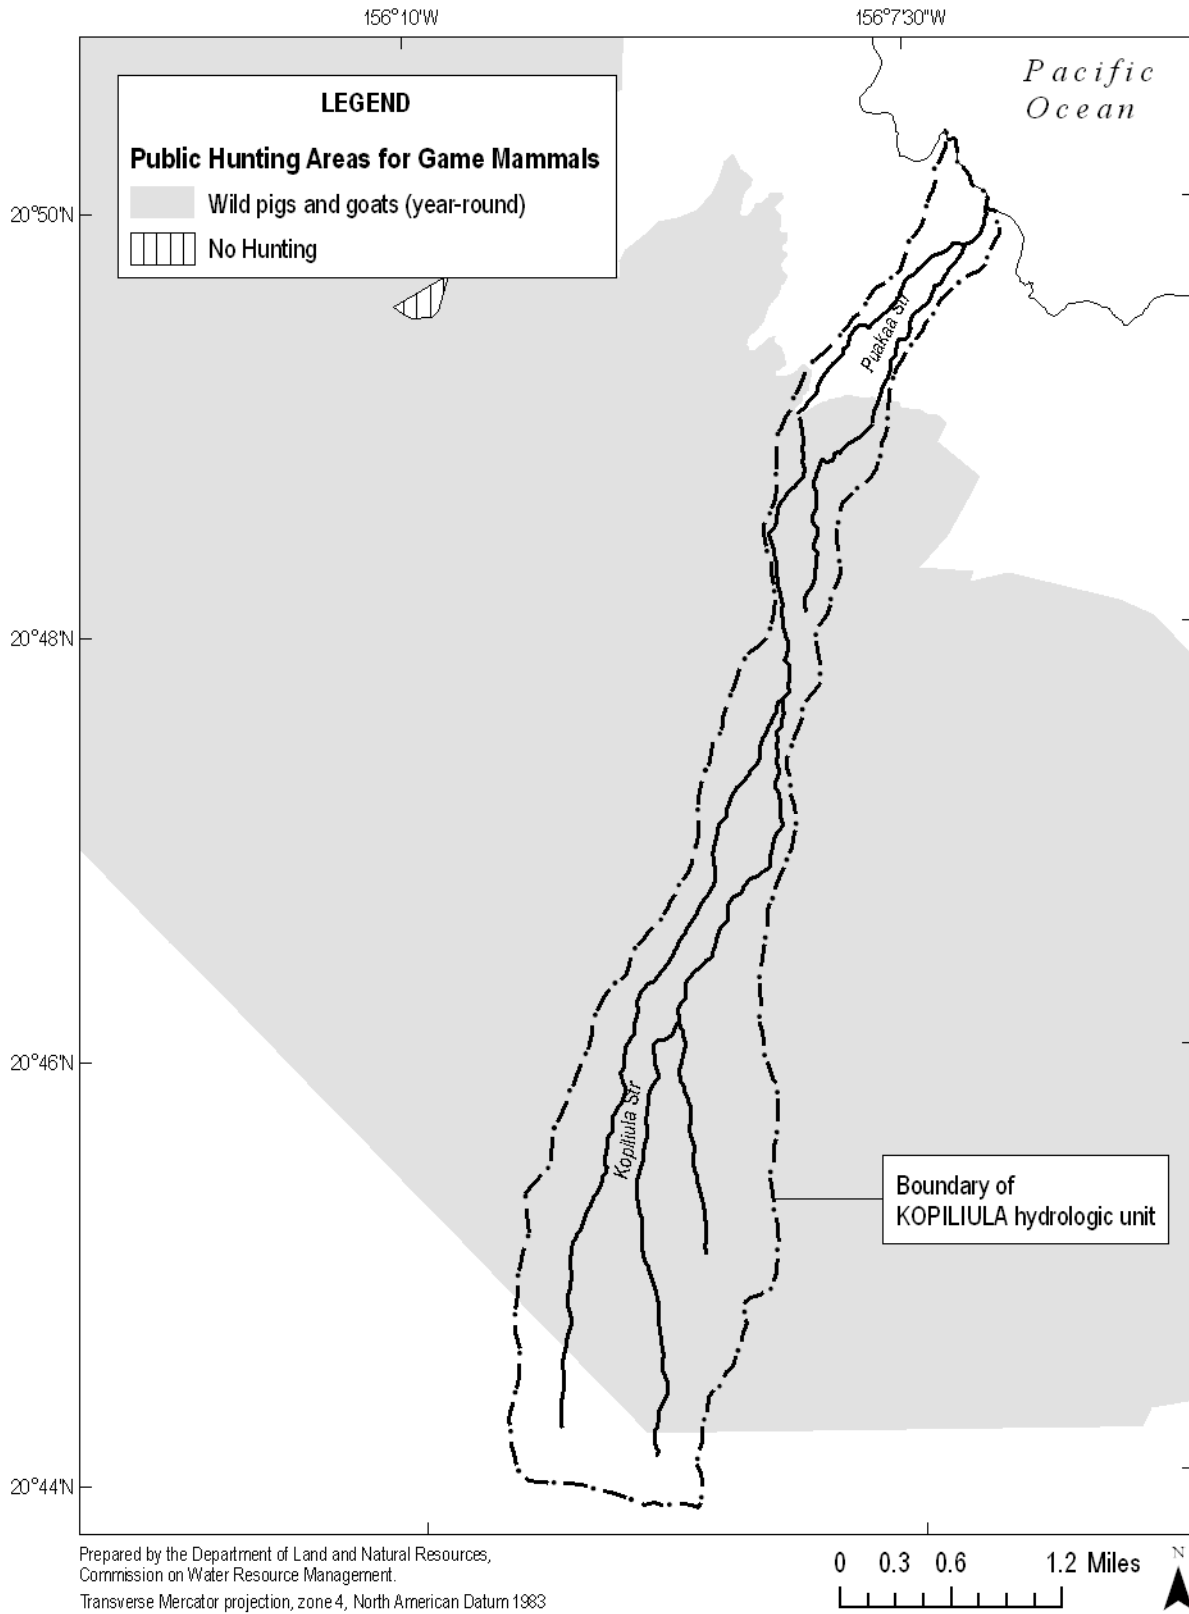 156°10'W
156°7'30"W
Pacific
Ocean
LEGEND
Public Hunting Areas for Game Mammals
Wild pigs and goats (year-round)
No Hunting
20°50'N
Puakaa Str
20°48'N
20°46'N
Kopiliula Str
Boundary of
KOPILIULA hydrologic unit
20°44'N
Prepared by the Department of Land and Natural Resources,
Commission on Water Resource Management.
Transverse Mercator projection, zone 4, North American Datum 1983
0 0.3 0.6 1.2 Miles
N